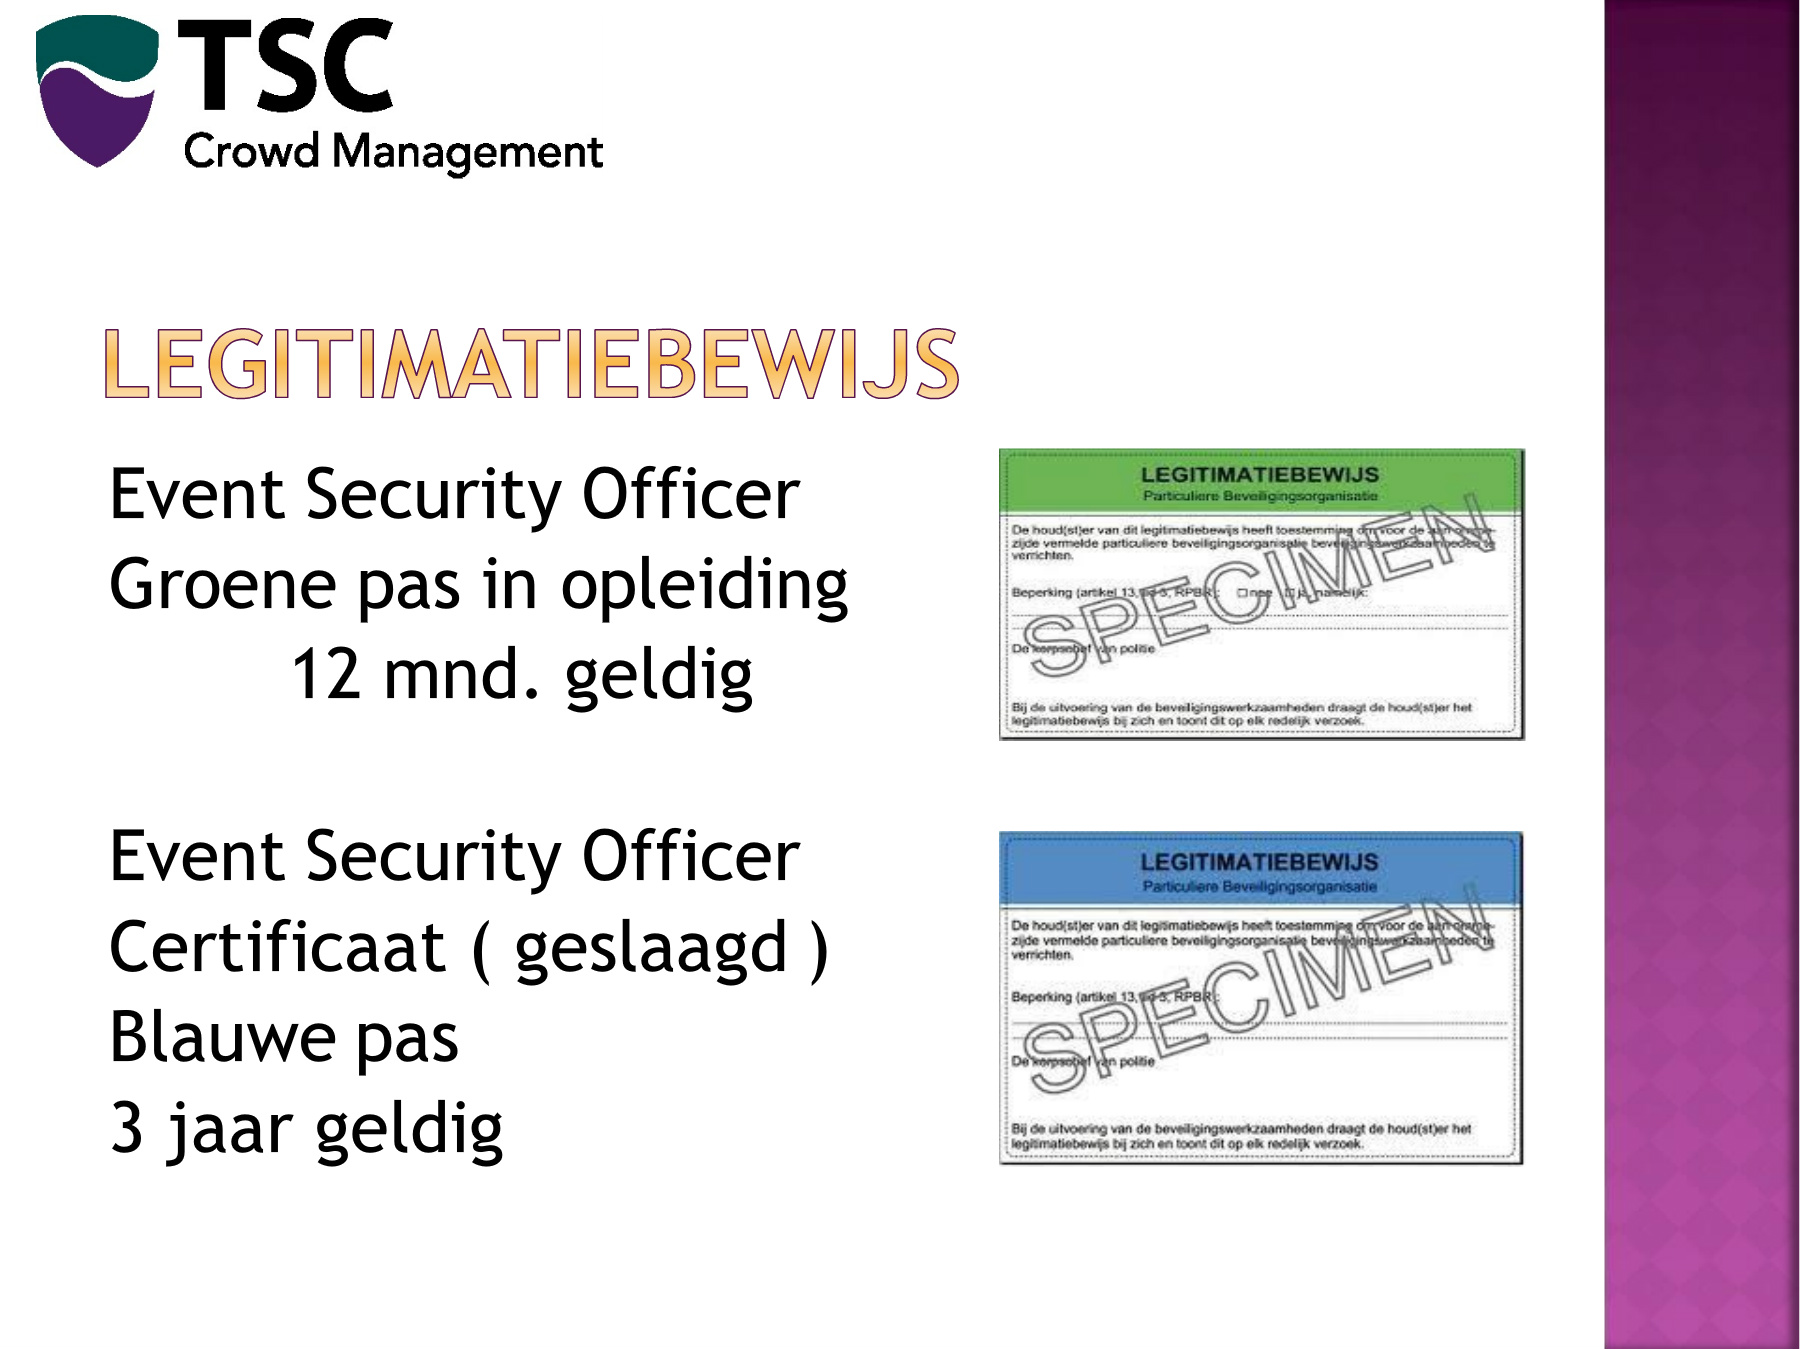 TSC
Crowd Management
LEGITIMATIEBEWIJS
Event Security Officer
Groene pas in opleiding
12 mnd. geldig
Event Security Officer
Certificaat ( geslaagd )
Blauwe pas
3 jaar geldig
LEGITIMATIEBEWIJS
Particuliere Beveiligingsorganisatie
De houd(st)er van dit legitimatiebewijs heeft toestemming om voor de aan omme-
zijde vermelde particuliere beveiligingsorganisatie beveiligingswerkzaamheden te
verrichten.
Beperking (artikel 13, lid 3, RPBR): nee ja, namelijk:
De korpschef van politie
SPECIMEN
Bij de uitvoering van de beveiligingswerkzaamheden draagt de houd(st)er het
legitimatiebewijs bij zich en toont dit op elk redelijk verzoek.
LEGITIMATIEBEWIJS
Particuliere Beveiligingsorganisatie
De houd(st)er van dit legitimatiebewijs heeft toestemming om voor de aan omme-
zijde vermelde particuliere beveiligingsorganisatie beveiligingswerkzaamheden te
verrichten.
Beperking (artikel 13, lid 3, RPBR):
De korpschef van politie
SPECIMEN
Bij de uitvoering van de beveiligingswerkzaamheden draagt de houd(st)er het
legitimatiebewijs bij zich en toont dit op elk redelijk verzoek.